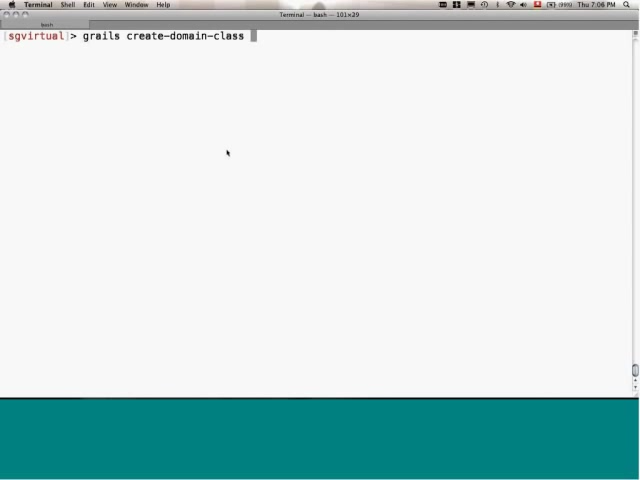 Terminal Shell Edit View Window Help (99%) Thu 7:06 PM
Terminal — bash — 101×29
bash
[sgvirtual]> grails create-domain-class